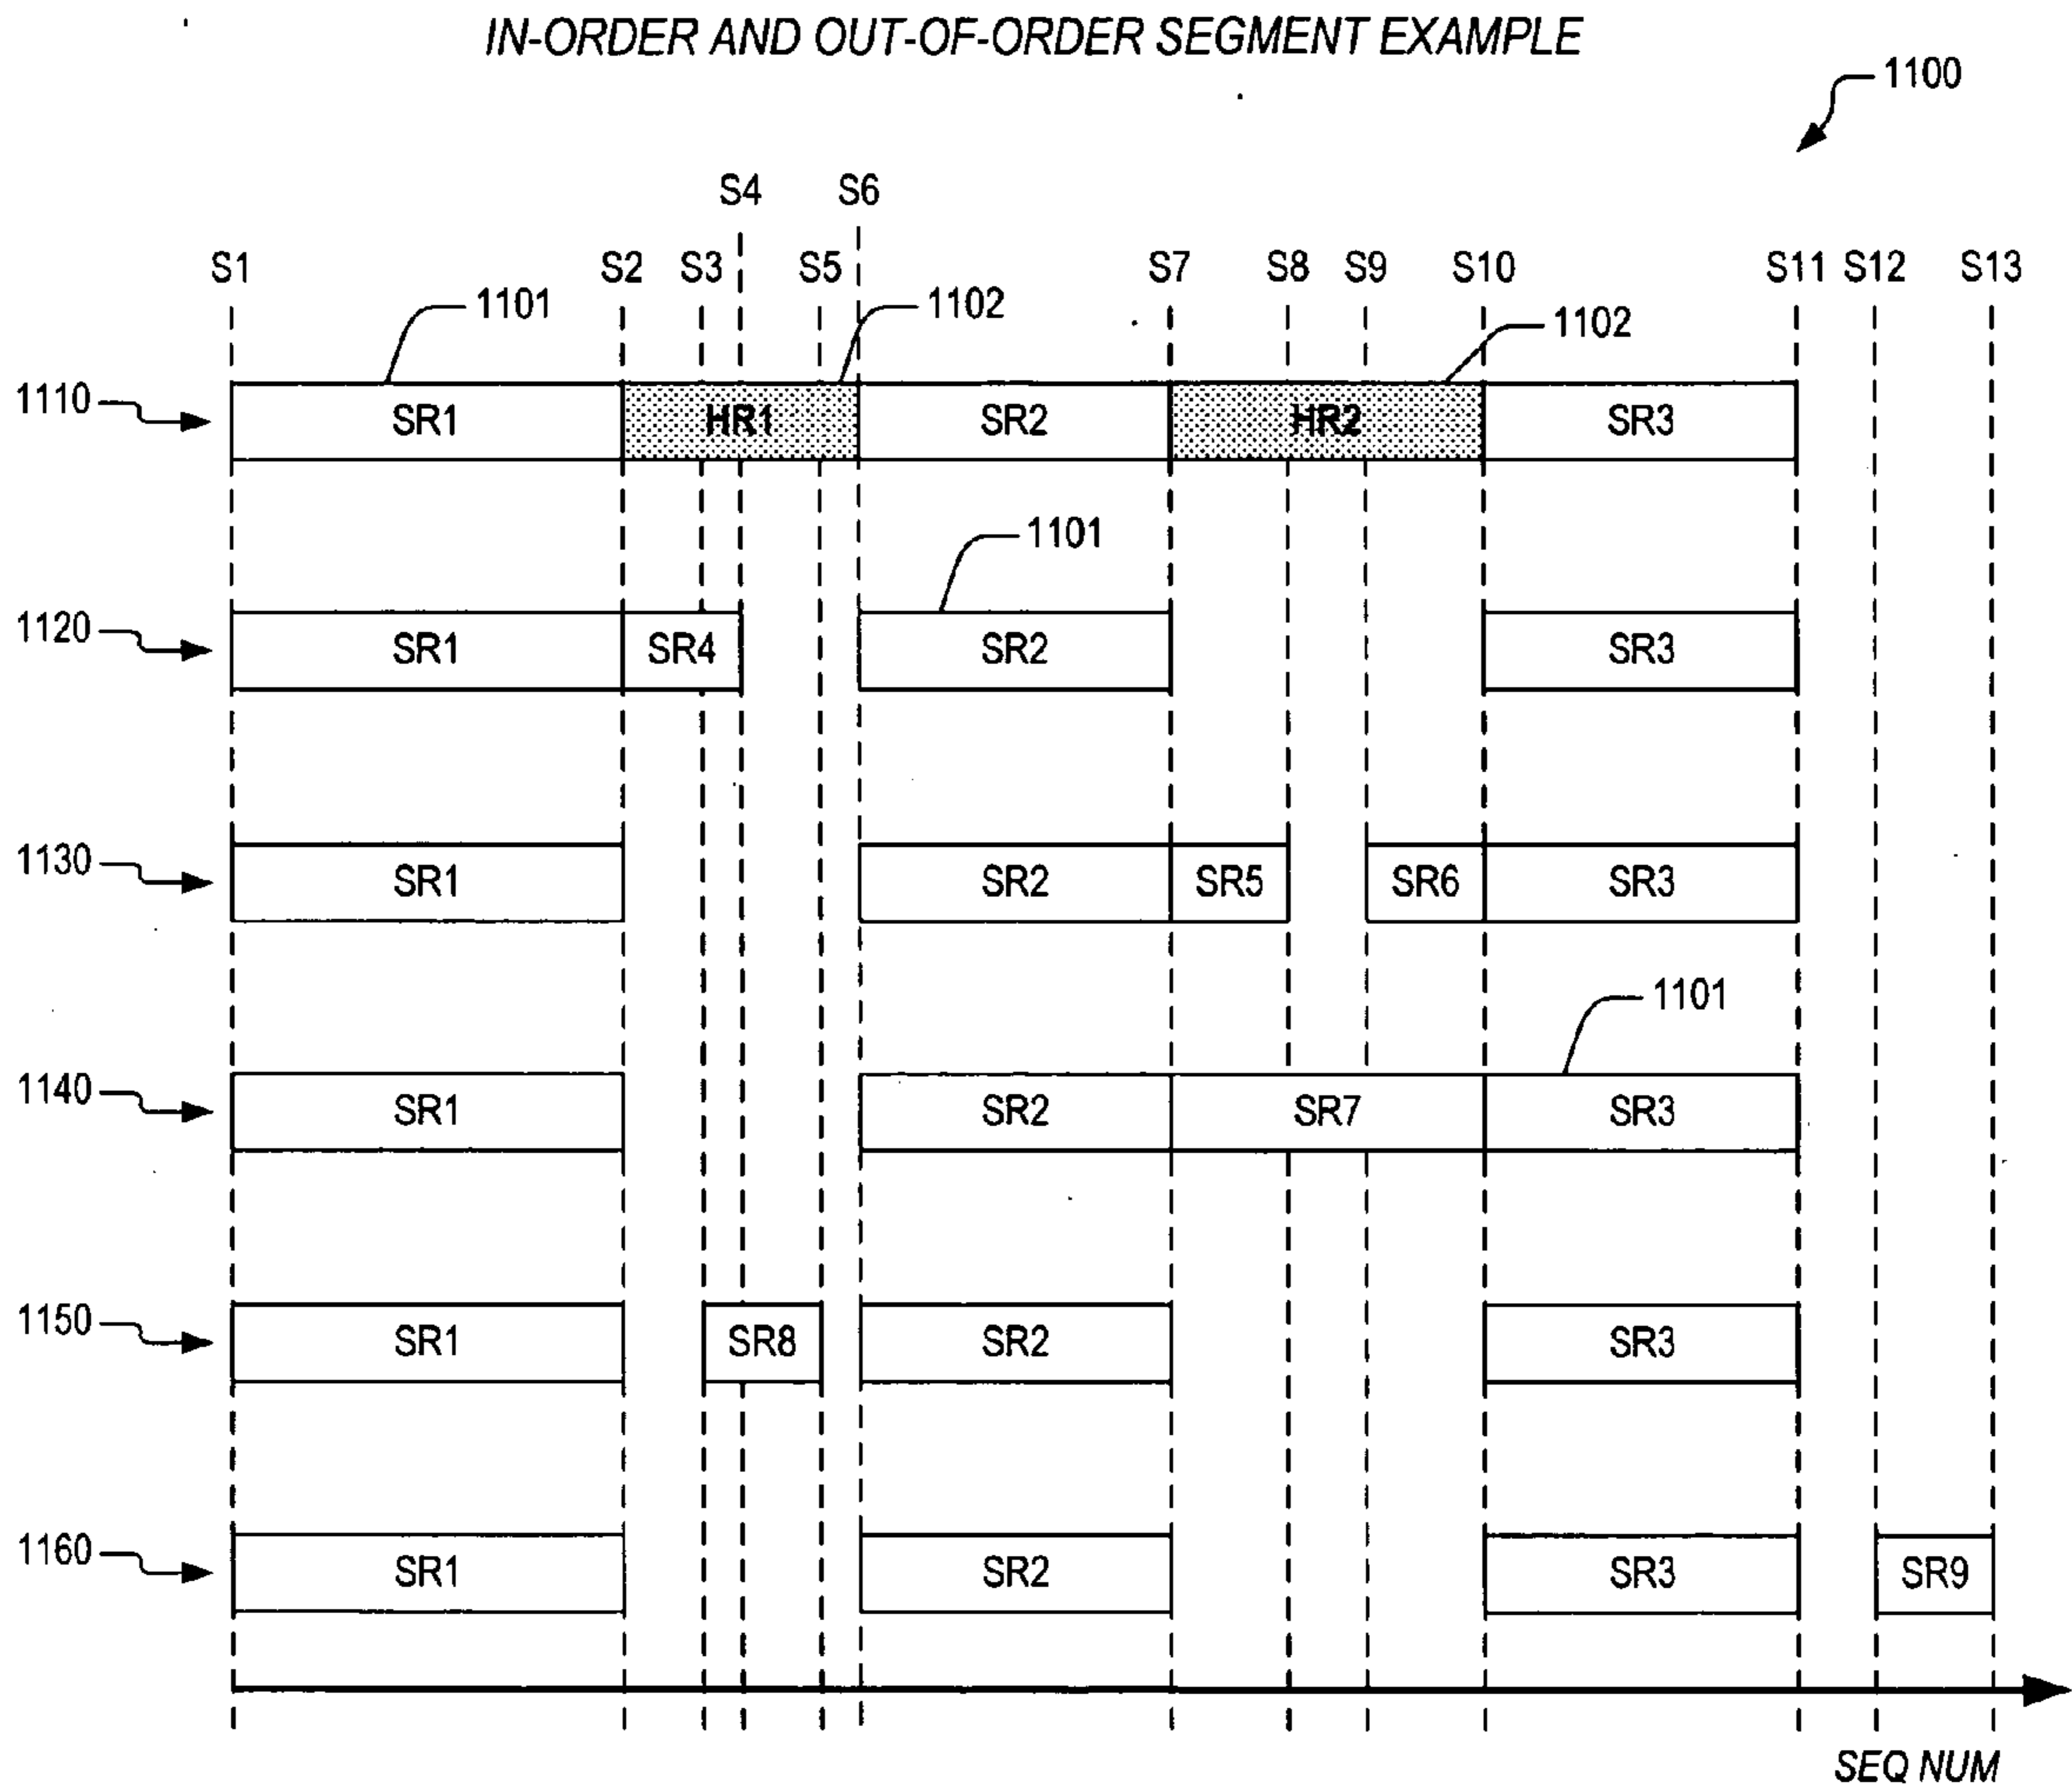 IN-ORDER AND OUT-OF-ORDER SEGMENT EXAMPLE
1100
S4 S6
S1 S2 S3 S5 S7 S8 S9 S10 S11 S12 S13
1101 1102 1102
1110 SR1 HR1 SR2 HR2 SR3
1101
1120 SR1 SR4 SR2 SR3
1130 SR1 SR2 SR5 SR6 SR3
1101
1140 SR1 SR2 SR7 SR3
1150 SR1 SR8 SR2 SR3
1160 SR1 SR2 SR3 SR9
SEQ NUM